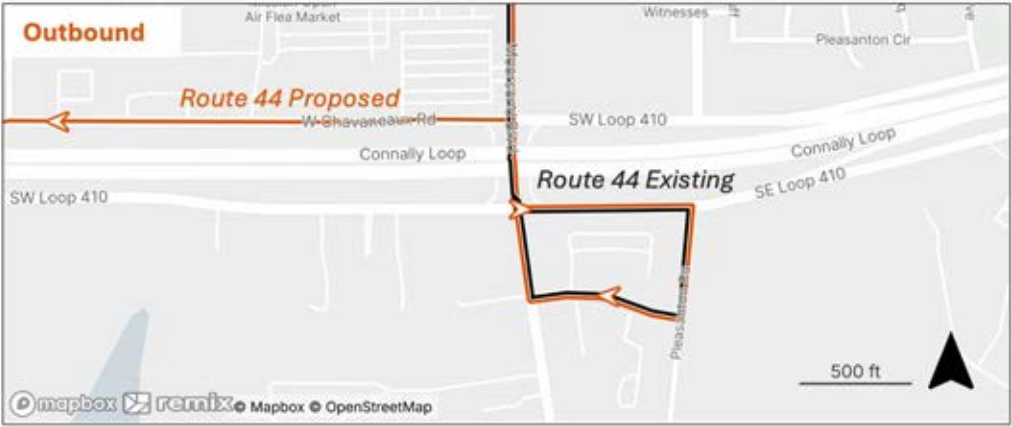 Air Flea Market
Outbound
Witnesses
Pleasanton Cir
Route 44 Proposed
W Chavaneaux Rd
SW Loop 410
Connally Loop
Connally Loop
Route 44 Existing
SE Loop 410
SW Loop 410
500 ft
mapbox remix © Mapbox © OpenStreetMap